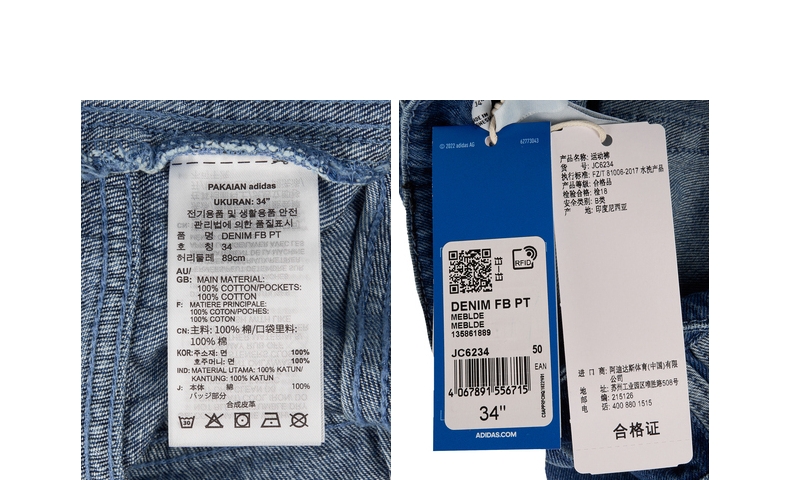 PAKAIAN adidas
UKURAN: 34"
전기용품 및 생활용품 안전
관리법에 의한 품질표시
품 명 DENIM FB PT
호 칭 34
허리둘레 89cm
AU/
GB: MAIN MATERIAL:
100% COTTON/POCKETS:
100% COTTON
F: MATIERE PRINCIPALE:
100% COTON/POCHES:
100% COTON
CN: 主料: 100% 棉/口袋里料:
100% 棉
KOR: 주소재: 면 100%
호주머니: 면 100%
IND: MATERIAL UTAMA: 100% KATUN/
KANTUNG: 100% KATUN
J: 本体 綿 100%
バッジ部分
合成皮革
30
34"
© 2022 adidas AG 62773043
RFID
DENIM FB PT
MEBLDE
MEBLDE
135861889
JC6234 50
EAN
4 067891 556715
34"
ADIDAS.COM
产品名称: 运动裤
货 号: JC6234
执行标准: FZ/T 81006-2017 水洗产品
产品等级: 合格品
检验合格: 检18
安全类别: B类
产 地: 印度尼西亚
进 口 商: 阿迪达斯体育(中国)有限
公司
地 址: 苏州工业园区唯胜路508号
邮 编: 215126
电 话: 400 880 1515
合格证